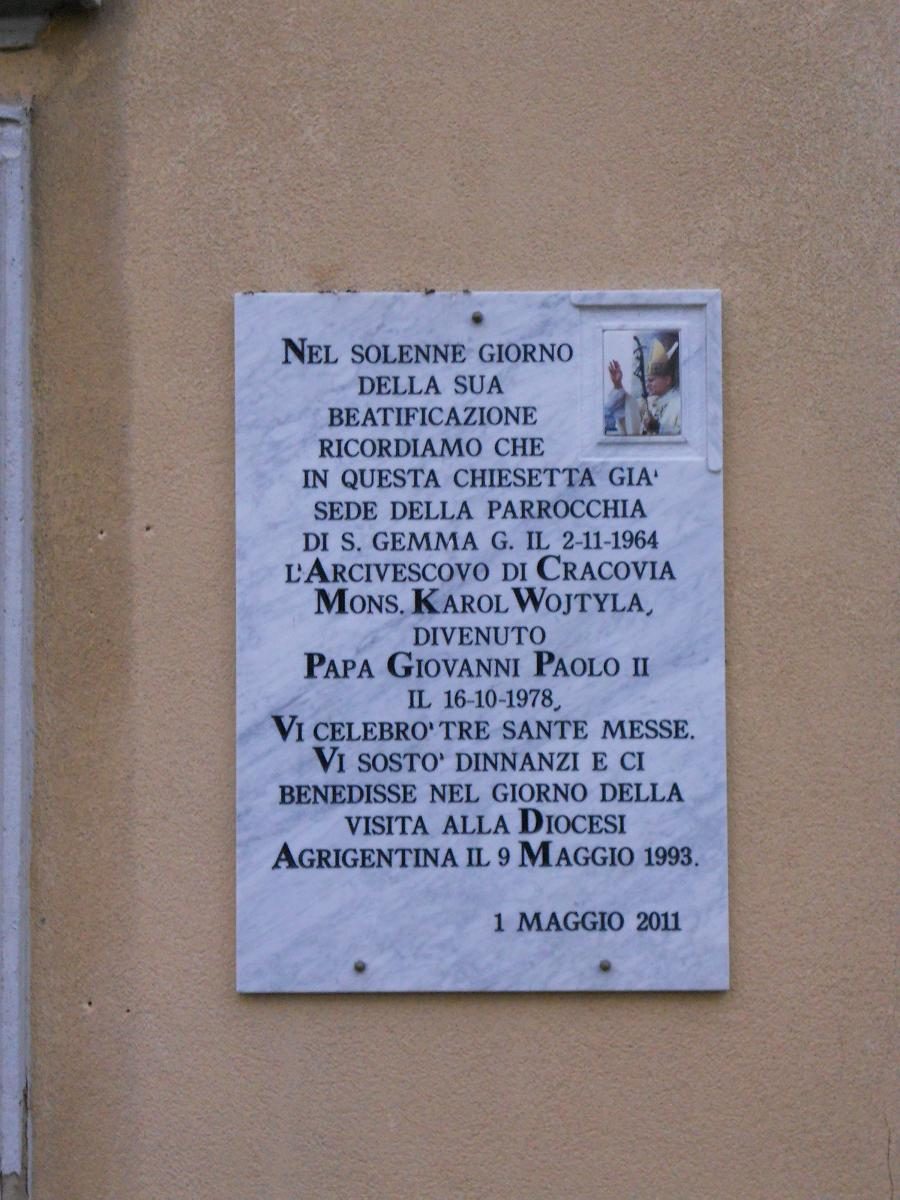 NEL SOLENNE GIORNO
DELLA SUA
BEATIFICAZIONE
RICORDIAMO CHE
IN QUESTA CHIESETTA GIA'
SEDE DELLA PARROCCHIA
DI S. GEMMA G. IL 2-11-1964
L'ARCIVESCOVO DI CRACOVIA
MONS. KAROL WOJTYLA,
DIVENUTO
PAPA GIOVANNI PAOLO II
IL 16-10-1978,
VI CELEBRO' TRE SANTE MESSE.
VI SOSTO' DINNANZI E CI
BENEDISSE NEL GIORNO DELLA
VISITA ALLA DIOCESI
AGRIGENTINA IL 9 MAGGIO 1993.
1 MAGGIO 2011